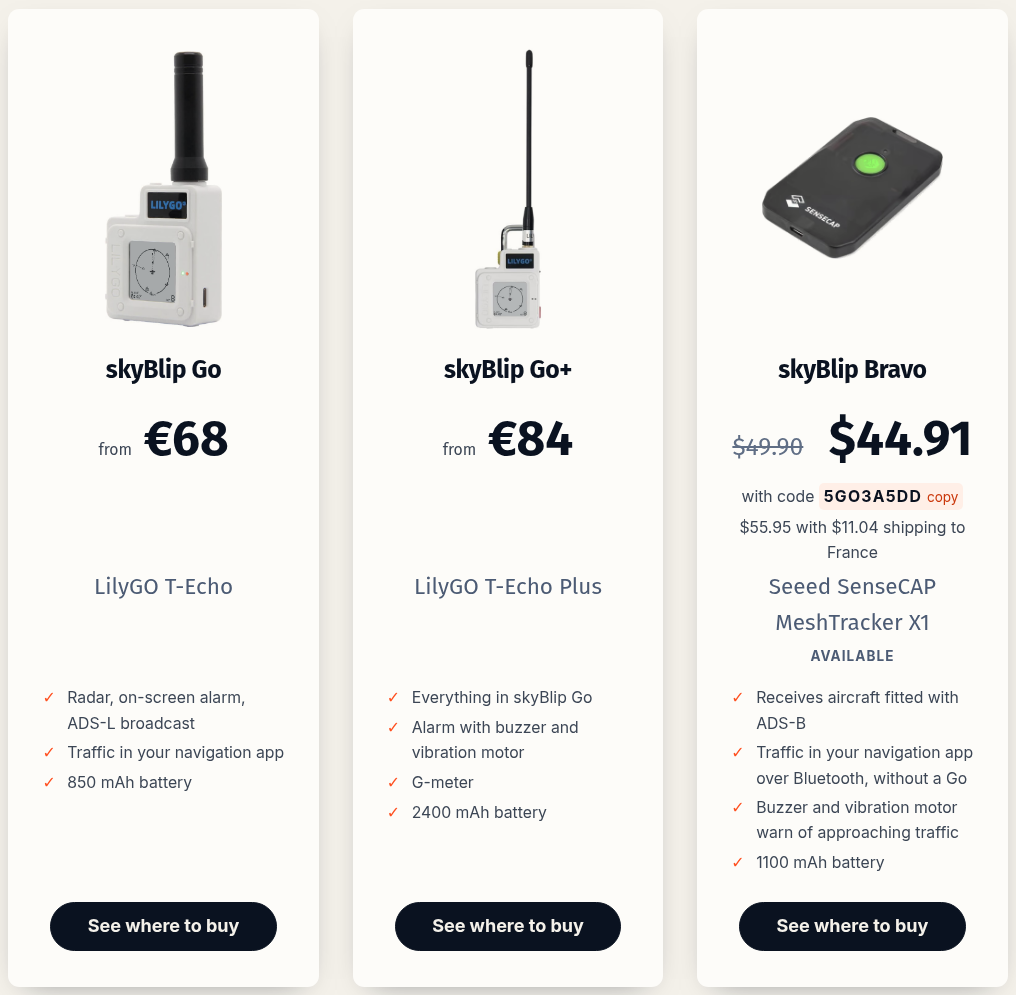 LILYGO
skyBlip Go
from €68
LilyGO T-Echo
✓ Radar, on-screen alarm,
ADS-L broadcast
✓ Traffic in your navigation app
✓ 850 mAh battery
See where to buy
LILYGO
skyBlip Go+
from €84
LilyGO T-Echo Plus
✓ Everything in skyBlip Go
✓ Alarm with buzzer and
vibration motor
✓ G-meter
✓ 2400 mAh battery
See where to buy
SENSECAP
skyBlip Bravo
$49.90 $44.91
with code 5GO3A5DD copy
$55.95 with $11.04 shipping to
France
Seeed SenseCAP
MeshTracker X1
AVAILABLE
✓ Receives aircraft fitted with
ADS-B
✓ Traffic in your navigation app
over Bluetooth, without a Go
✓ Buzzer and vibration motor
warn of approaching traffic
✓ 1100 mAh battery
See where to buy